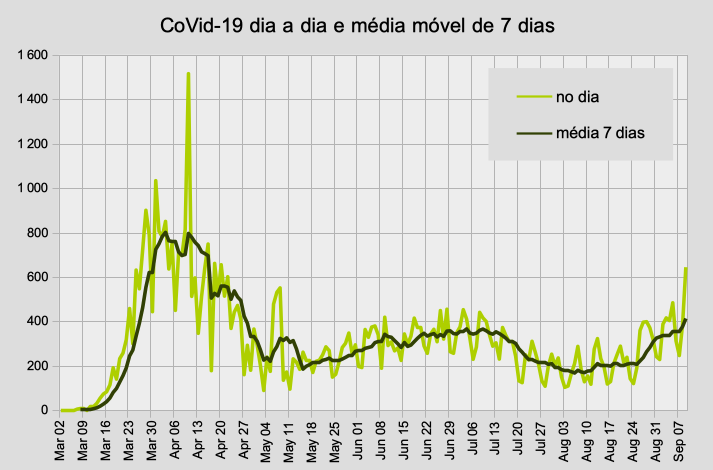 CoVid-19 dia a dia e média móvel de 7 dias
1 600
1 400
1 200
1 000
800
600
400
200
0
no dia
média 7 dias
Mar 02
Mar 09
Mar 16
Mar 23
Mar 30
Apr 06
Apr 13
Apr 20
Apr 27
May 04
May 11
May 18
May 25
Jun 01
Jun 08
Jun 15
Jun 22
Jun 29
Jul 06
Jul 13
Jul 20
Jul 27
Aug 03
Aug 10
Aug 17
Aug 24
Aug 31
Sep 07